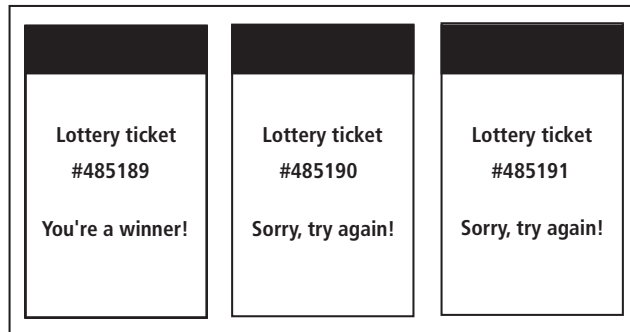 Lottery ticket
#485189
You're a winner!
Lottery ticket
#485190
Sorry, try again!
Lottery ticket
#485191
Sorry, try again!